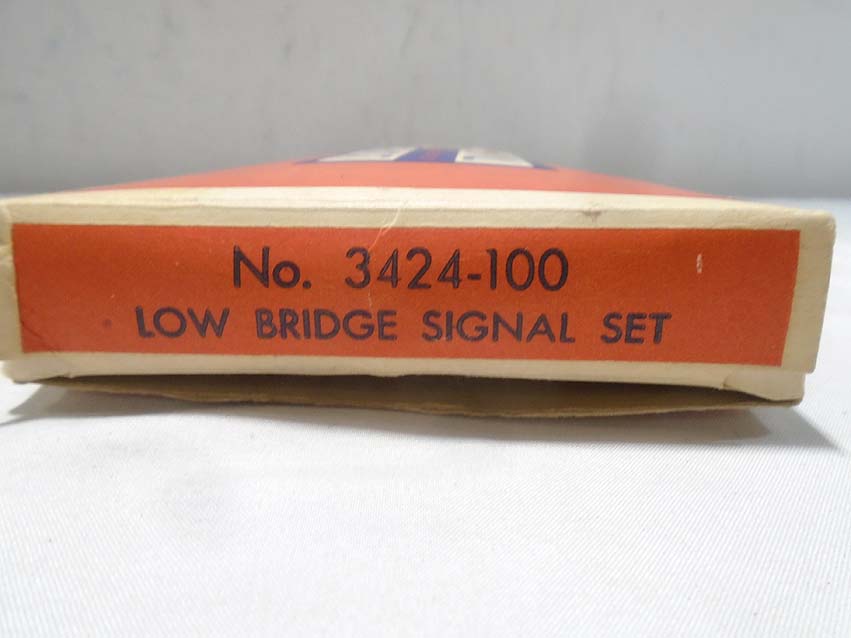 No. 3424-100
LOW BRIDGE SIGNAL SET